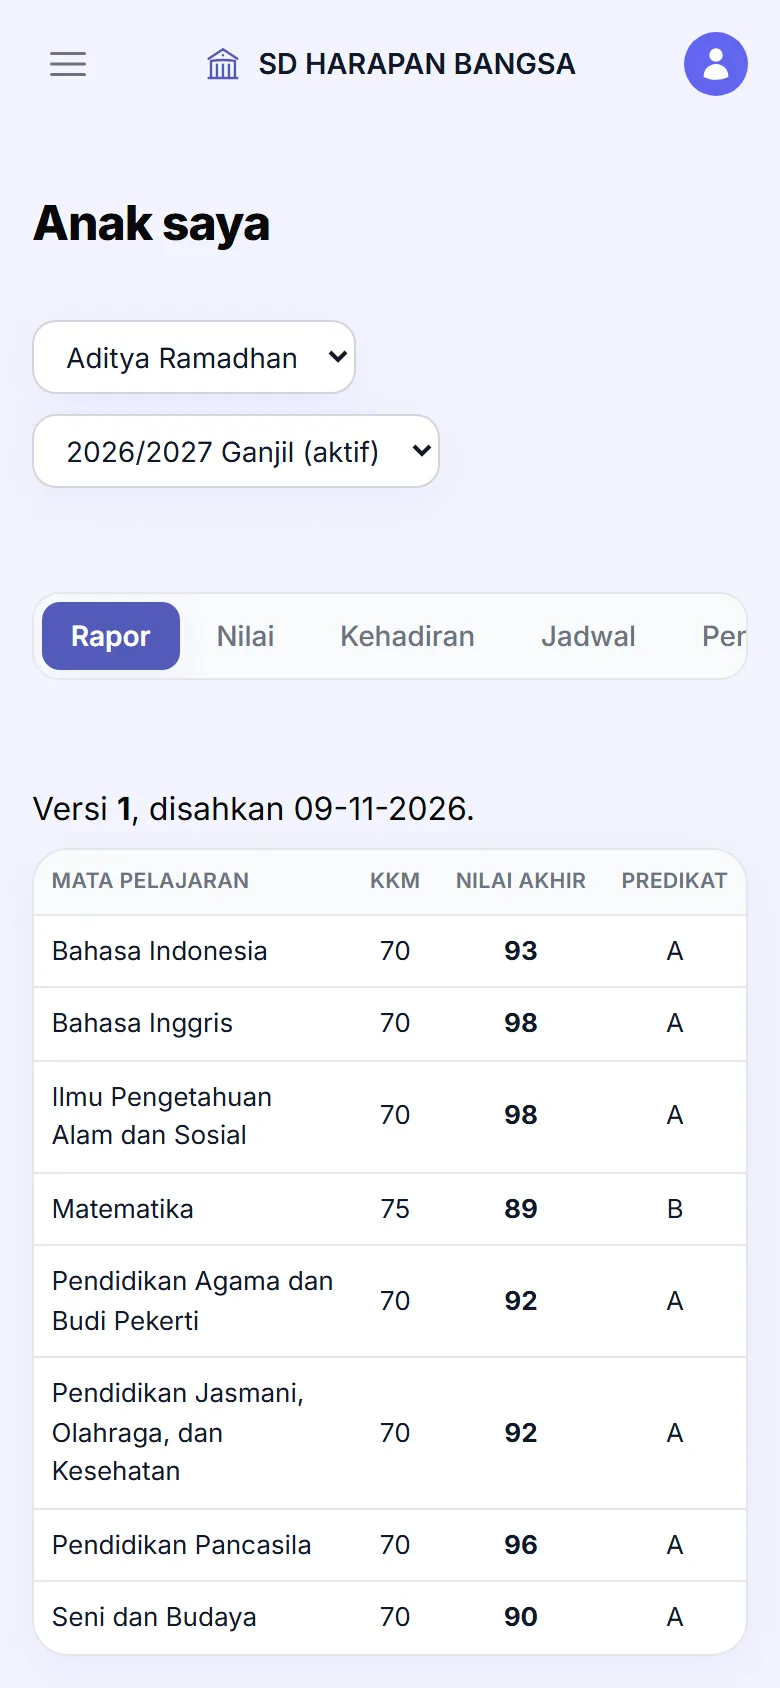 SD HARAPAN BANGSA
Anak saya
Aditya Ramadhan
2026/2027 Ganjil (aktif)
Rapor Nilai Kehadiran Jadwal Per
Versi 1, disahkan 09-11-2026.
MATA PELAJARAN KKM NILAI AKHIR PREDIKAT
Bahasa Indonesia 70 93 A
Bahasa Inggris 70 98 A
Ilmu Pengetahuan
Alam dan Sosial 70 98 A
Matematika 75 89 B
Pendidikan Agama dan
Budi Pekerti 70 92 A
Pendidikan Jasmani,
Olahraga, dan 70 92 A
Kesehatan
Pendidikan Pancasila 70 96 A
Seni dan Budaya 70 90 A